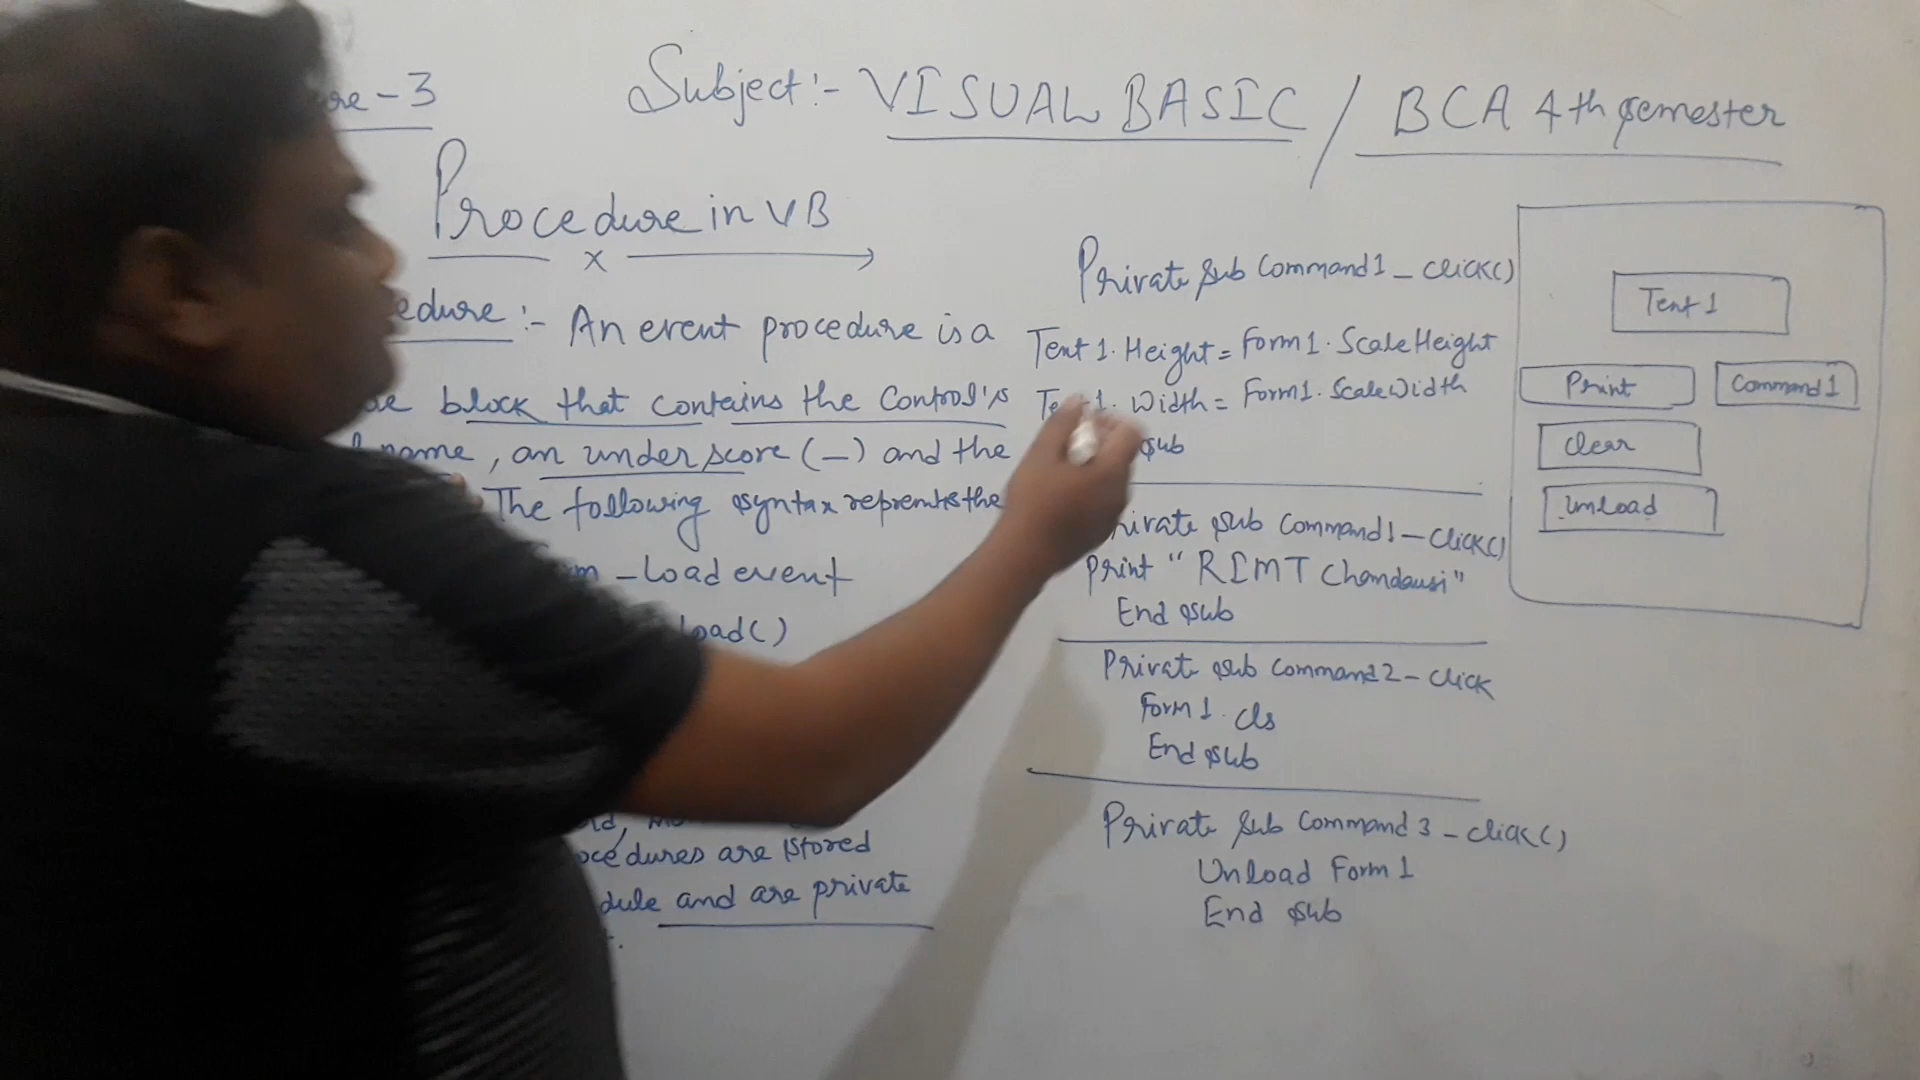 re-3
Subject:- VISUAL BASIC / BCA 4th semester
Procedure in VB
x
edure:- An event procedure is a
block that contains the Control's
name, an underscore (-) and the
The following syntax reprents the
-Load event
load()
ocedures are stored
dule and are private
Private sub Command1-click()
Text1.Height = Form1.ScaleHeight
Width = Form1.ScaleWidth
sub
Private sub Command1-click()
Print "RIMT Chandausi"
End sub
Private sub Command2-click
Form1.cls
End sub
Private sub Command3-click()
Unload Form1
End sub
Text1
Print
Command1
Clear
Unload